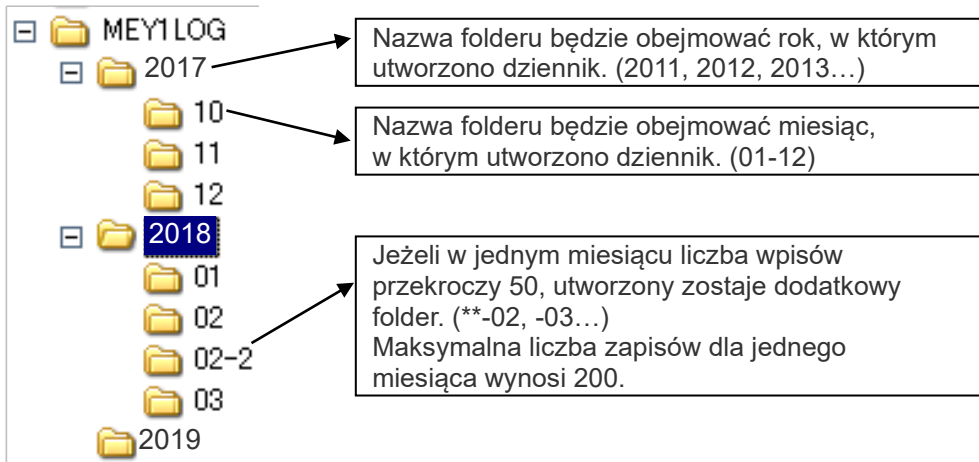 MEY1LOG
2017
10
11
12
2018
01
02
02-2
03
2019
Nazwa folderu będzie obejmować rok, w którym
utworzono dziennik. (2011, 2012, 2013…)
Nazwa folderu będzie obejmować miesiąc,
w którym utworzono dziennik. (01-12)
Jeżeli w jednym miesiącu liczba wpisów
przekroczy 50, utworzony zostaje dodatkowy
folder. (**-02, -03…)
Maksymalna liczba zapisów dla jednego
miesiąca wynosi 200.